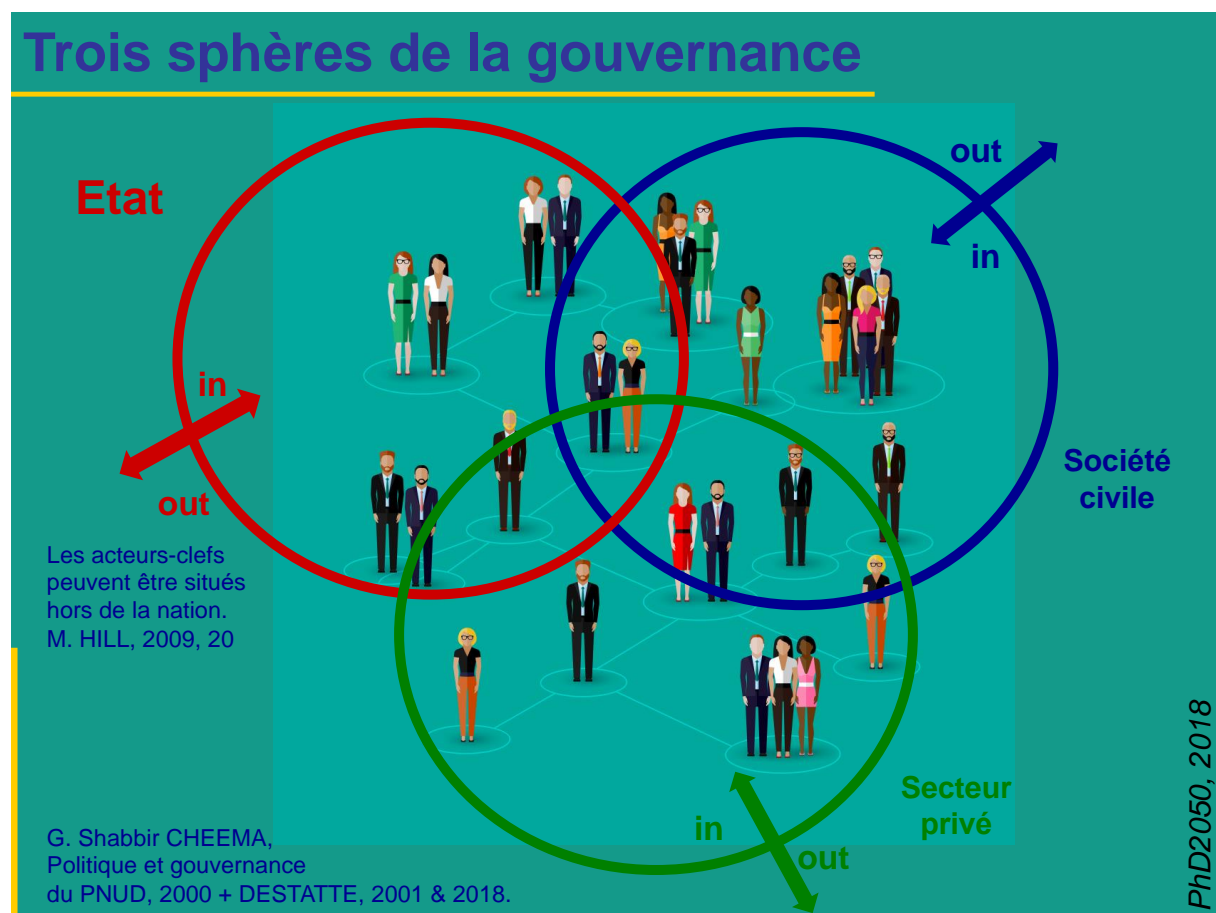 Trois sphères de la gouvernance
Etat
out
in
in
out
Société
civile
Les acteurs-clefs
peuvent être situés
hors de la nation.
M. HILL, 2009, 20
Secteur
privé
in
out
G. Shabbir CHEEMA,
Politique et gouvernance
du PNUD, 2000 + DESTATTE, 2001 & 2018.
PhD2050, 2018